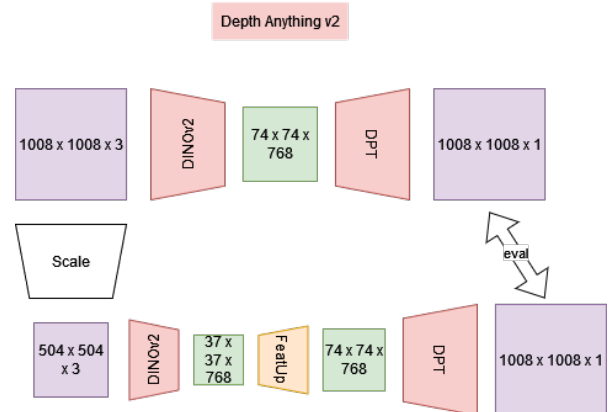 Depth Anything v2
1008 x 1008 x 3
DINOv2
74 x 74 x
768
DPT
1008 x 1008 x 1
Scale
eval
504 x 504
x 3
DINOv2
37 x
37 x
768
FeatUp
74 x 74 x
768
DPT
1008 x 1008 x 1